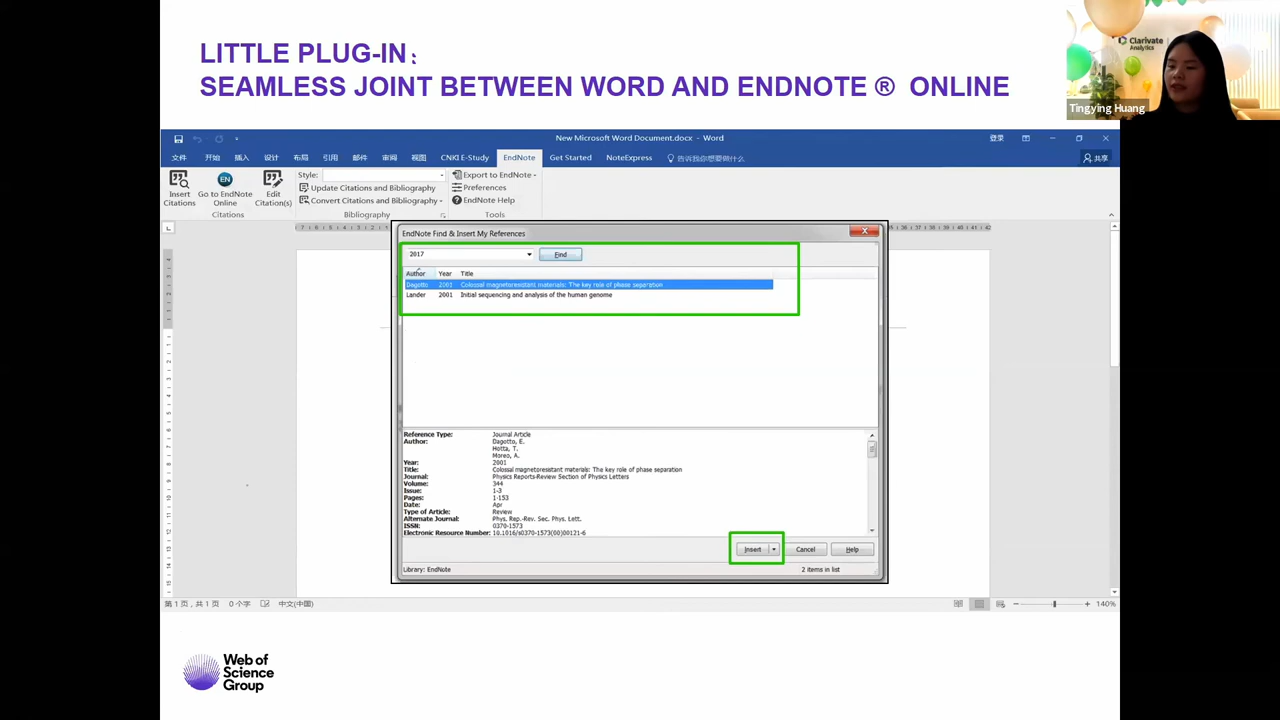 LITTLE PLUG-IN:
SEAMLESS JOINT BETWEEN WORD AND ENDNOTE ® ONLINE
Clarivate
Analytics
Tingying Huang
New Microsoft Word Document.docx - Word
登录
文件 开始 插入 设计 布局 引用 邮件 审阅 视图 CNKI E-Study EndNote Get Started NoteExpress 告诉我你想要做什么... 共享
Insert Citations
EN
Go to EndNote Online
Edit Citation(s)
Citations
Style:
Update Citations and Bibliography
Convert Citations and Bibliography
Bibliography
Export to EndNote
Preferences
EndNote Help
Tools
EndNote Find & Insert My References
2017 Find
Author Year Title
Dagotto 2001 Colossal magnetoresistant materials: The key role of phase separation
Lander 2001 Initial sequencing and analysis of the human genome
Reference Type: Journal Article
Author: Dagotto, E.
Hotta, T.
Moreo, A.
Year: 2001
Title: Colossal magnetoresistant materials: The key role of phase separation
Journal: Physics Reports-Review Section of Physics Letters
Volume: 344
Issue: 1-3
Pages: 1-153
Date: Apr
Type of Article: Review
Alternate Journal: Phys. Rep.-Rev. Sec. Phys. Lett.
ISSN: 0370-1573
Electronic Resource Number: 10.1016/s0370-1573(00)00121-6
Insert Cancel Help
Library: EndNote 2 items in list
第 1 页，共 1 页 0 个字 中文(中国) 140%
Web of
Science
Group